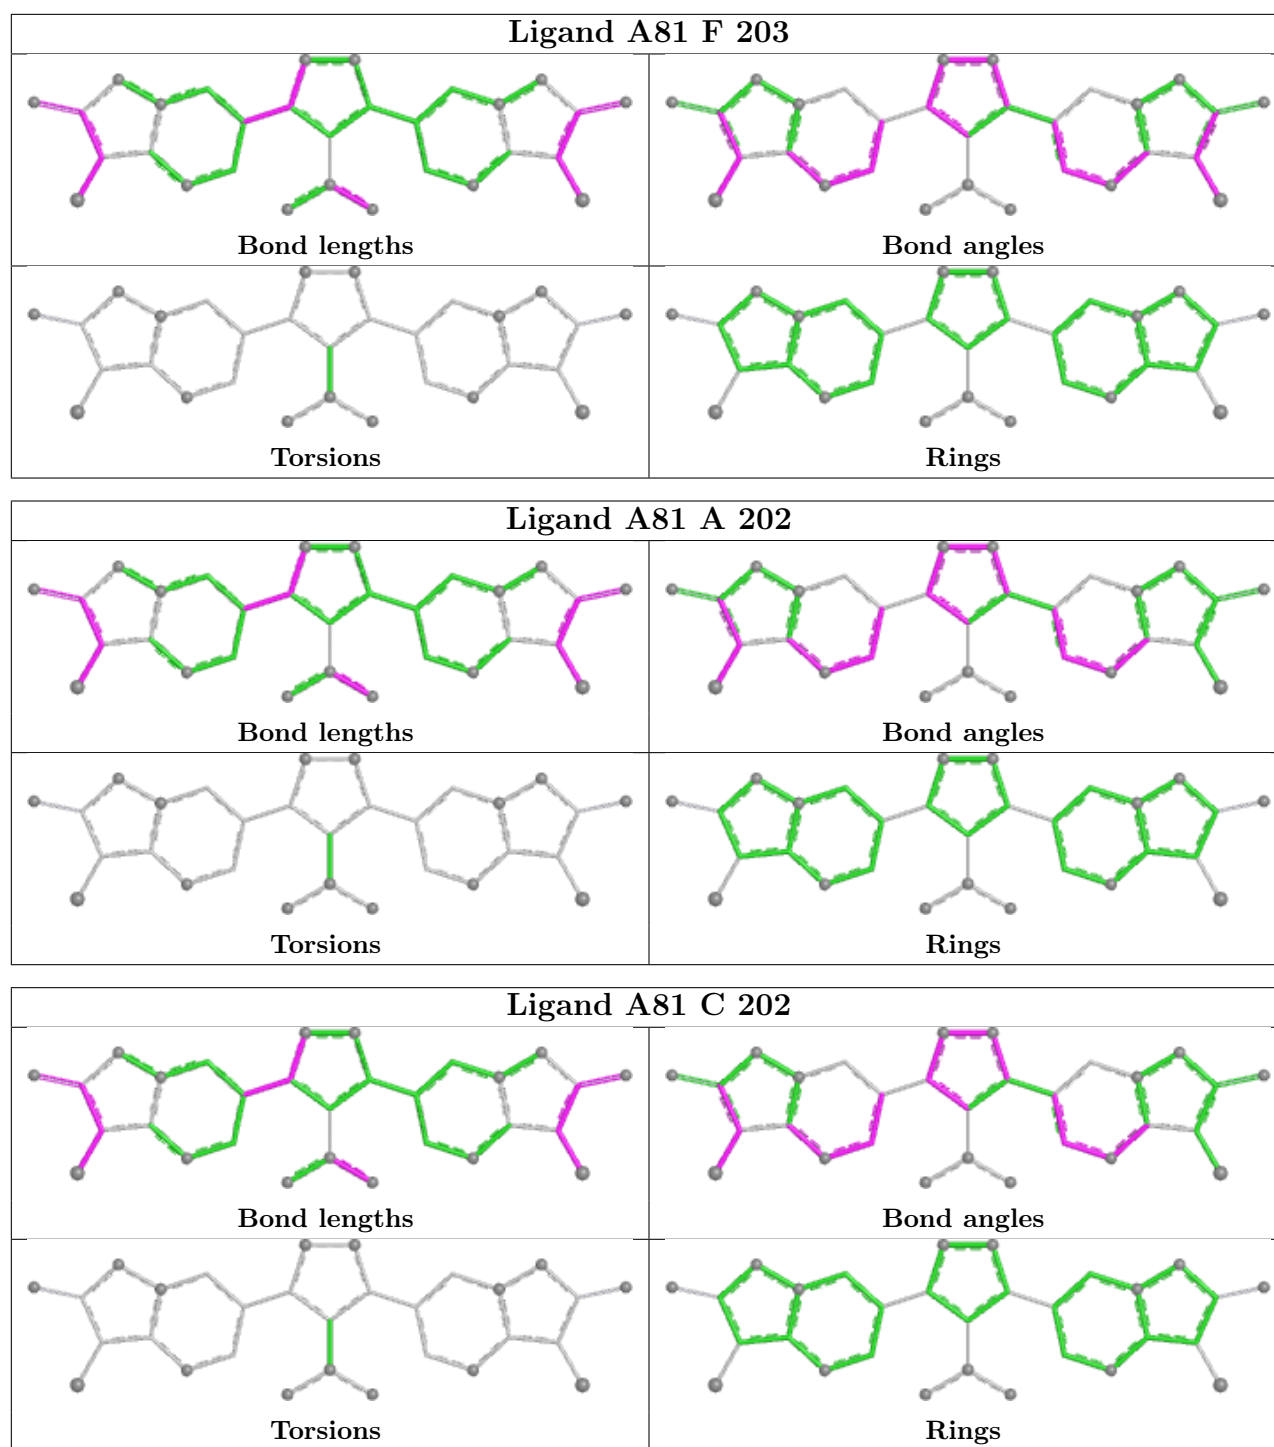 Ligand A81 F 203
Bond lengths
Bond angles
Torsions
Rings
Ligand A81 A 202
Bond lengths
Bond angles
Torsions
Rings
Ligand A81 C 202
Bond lengths
Bond angles
Torsions
Rings